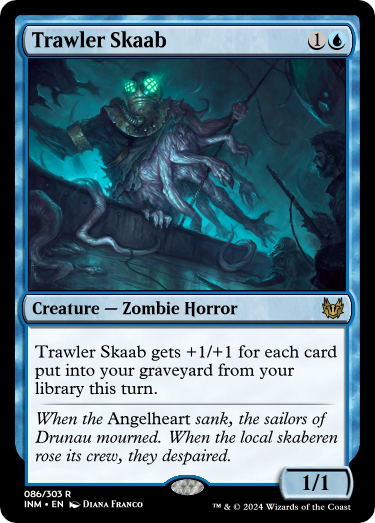 Trawler Skaab 1
Creature — Zombie Horror
Trawler Skaab gets +1/+1 for each card
put into your graveyard from your
library this turn.
When the Angelheart sank, the sailors of
Drunau mourned. When the local skaberen
rose its crew, they despaired.
1/1
086/303 R
INM • EN Diana Franco
™ & © 2024 Wizards of the Coast